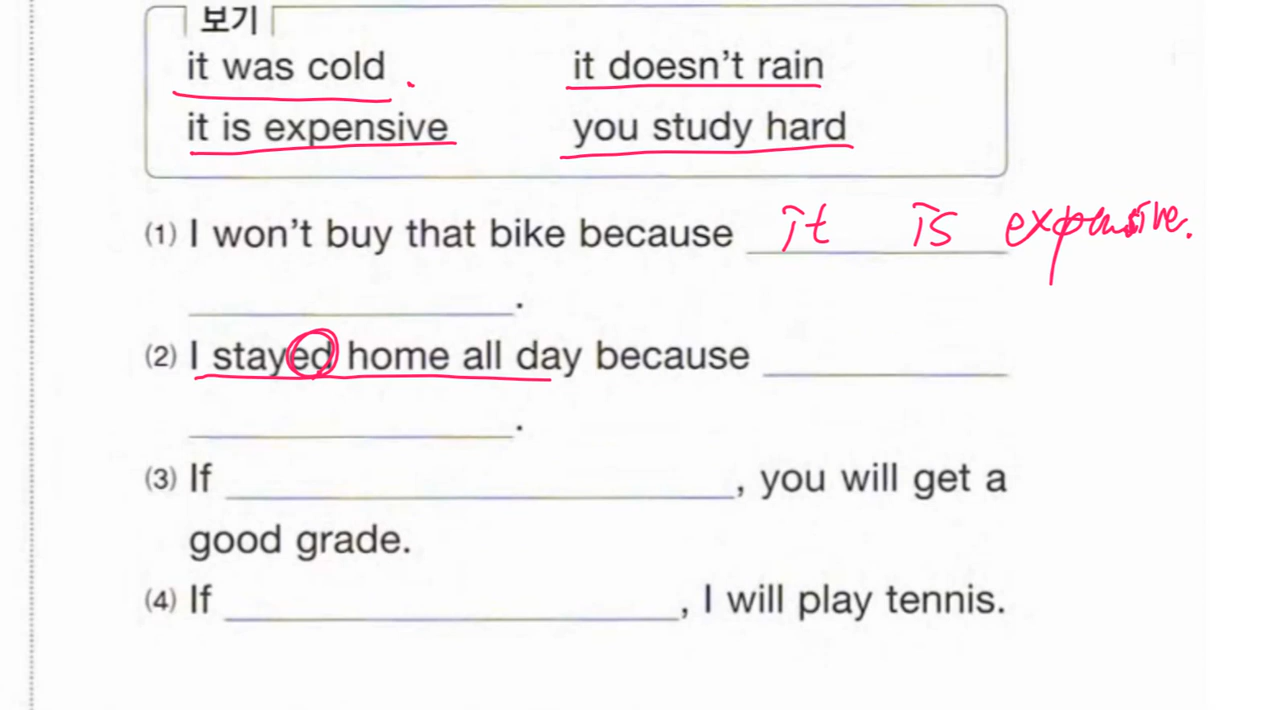 보기
it was cold it doesn't rain
it is expensive you study hard
(1) I won't buy that bike because it is expensive.
.
(2) I stayed home all day because
.
(3) If , you will get a
good grade.
(4) If , I will play tennis.